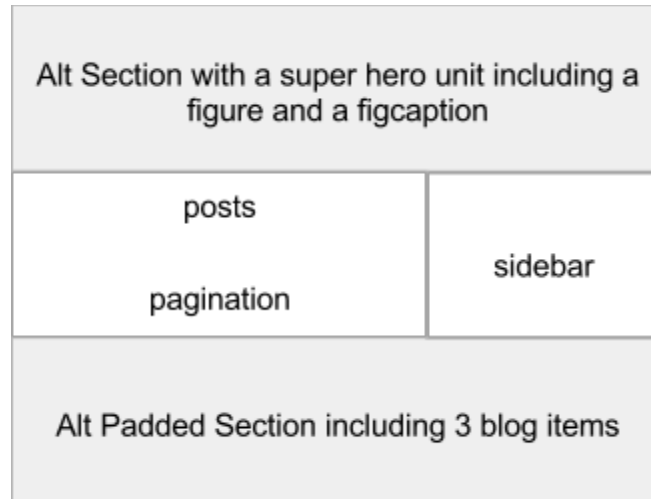 Alt Section with a super hero unit including a
figure and a figcaption
posts
pagination
sidebar
Alt Padded Section including 3 blog items